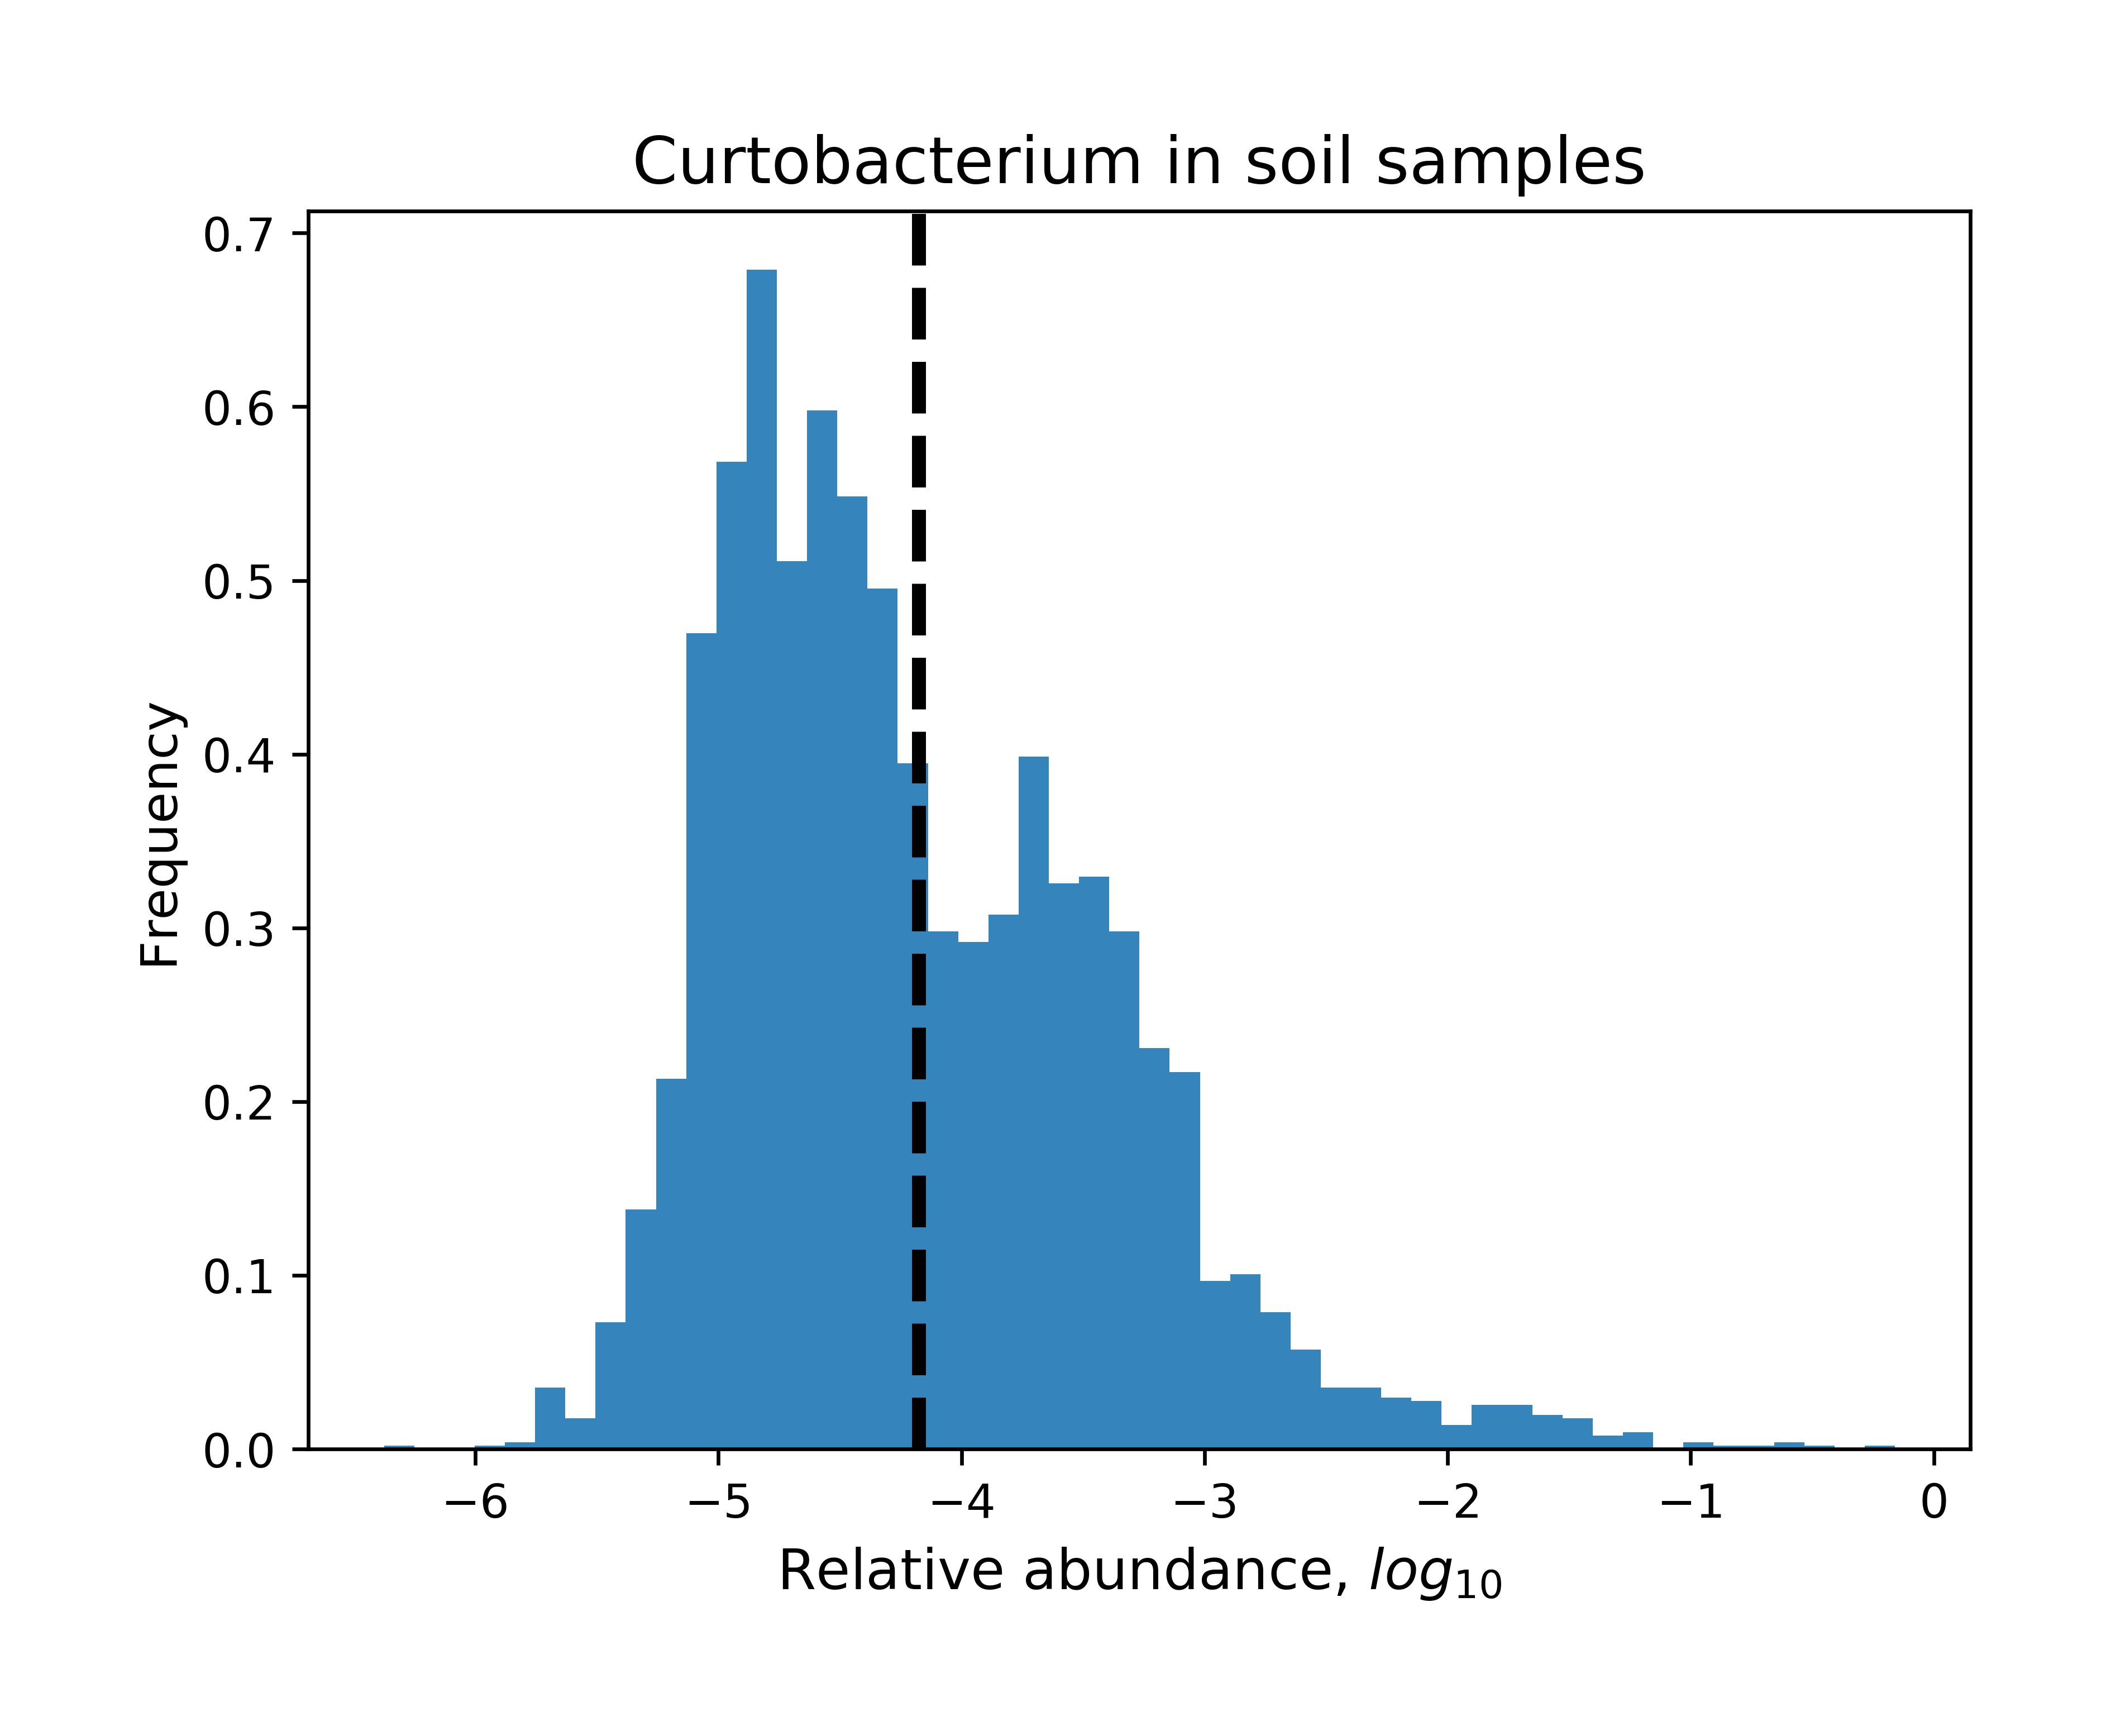 Curtobacterium in soil samples
0.7
0.6
0.5
0.4
0.3
0.2
0.1
0.0
Frequency
−6 −5 −4 −3 −2 −1 0
Relative abundance, log₁₀